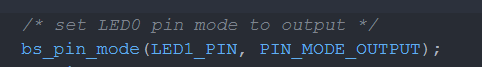 /* set LED0 pin mode to output */
bs_pin_mode(LED1_PIN, PIN_MODE_OUTPUT);